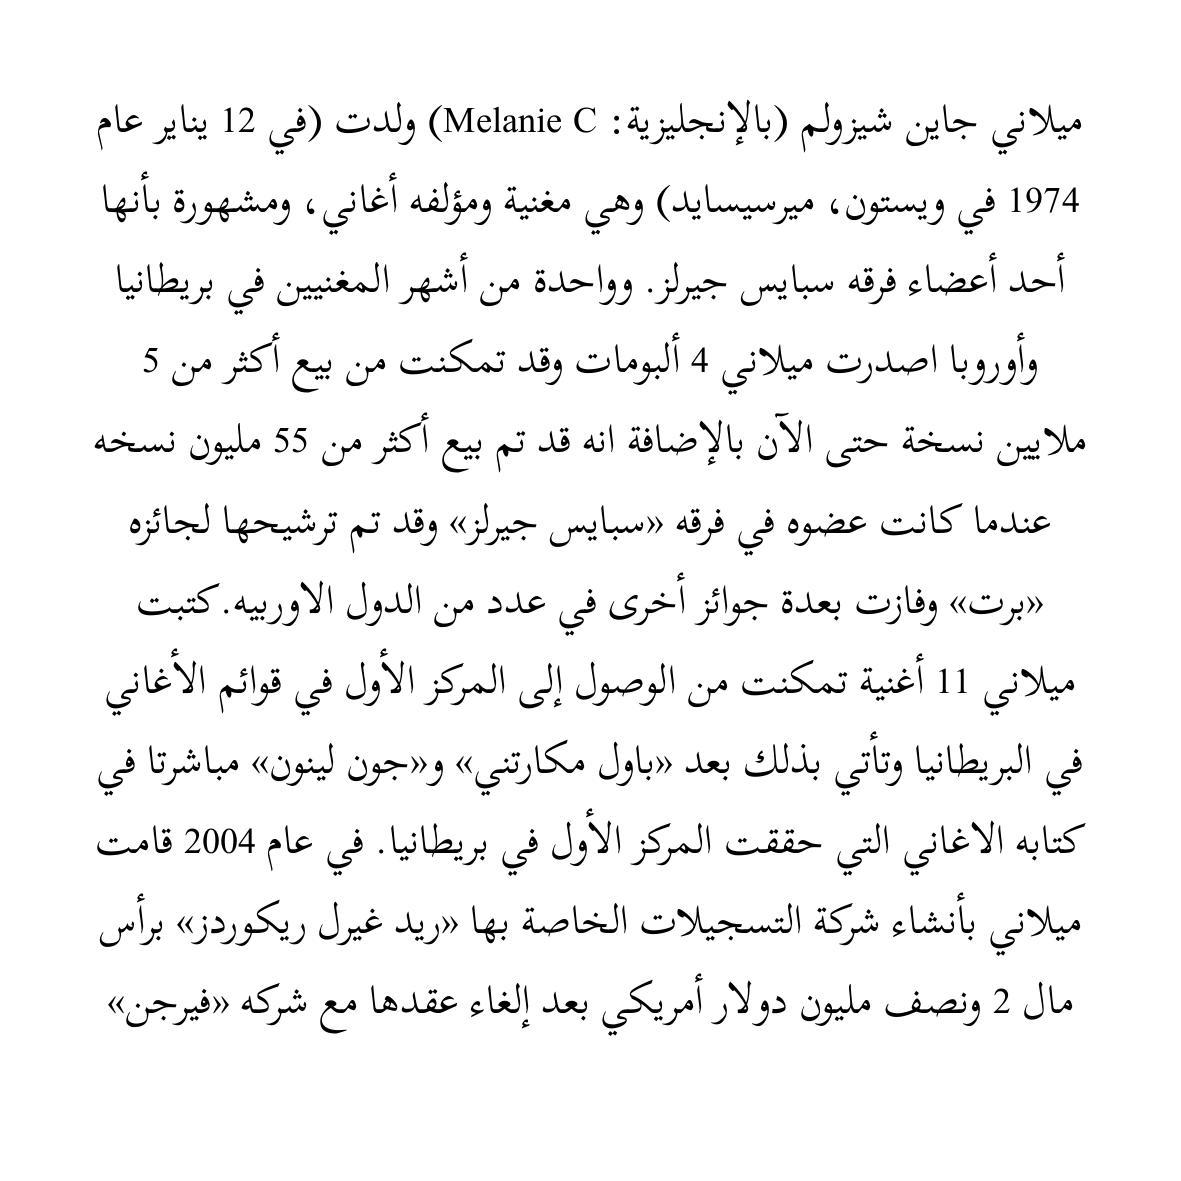 ميلاني جاين شيزولم (بالإنجليزية: Melanie C) ولدت (في 12 يناير عام
1974 في ويستون، ميرسيسايد) وهي مغنية ومؤلفه أغاني، ومشهورة بأنها
أحد أعضاء فرقه سبايس جيرلز. وواحدة من أشهر المغنيين في بريطانيا
وأوروبا اصدرت ميلاني 4 ألبومات وقد تمكنت من بيع أكثر من 5
ملايين نسخة حتى الآن بالإضافة انه قد تم بيع أكثر من 55 مليون نسخه
عندما كانت عضوه في فرقه «سبايس جيرلز» وقد تم ترشيحها لجائزه
«برت» وفازت بعدة جوائز أخرى في عدد من الدول الاوربيه.كتبت
ميلاني 11 أغنية تمكنت من الوصول إلى المركز الأول في قوائم الأغاني
في البريطانيا وتأتي بذلك بعد «باول مكارتني» و«جون لينون» مباشرتا في
كتابه الاغاني التي حققت المركز الأول في بريطانيا. في عام 2004 قامت
ميلاني بأنشاء شركة التسجيلات الخاصة بها «ريد غيرل ريكوردز» برأس
مال 2 ونصف مليون دولار أمريكي بعد إلغاء عقدها مع شركه «فيرجن»